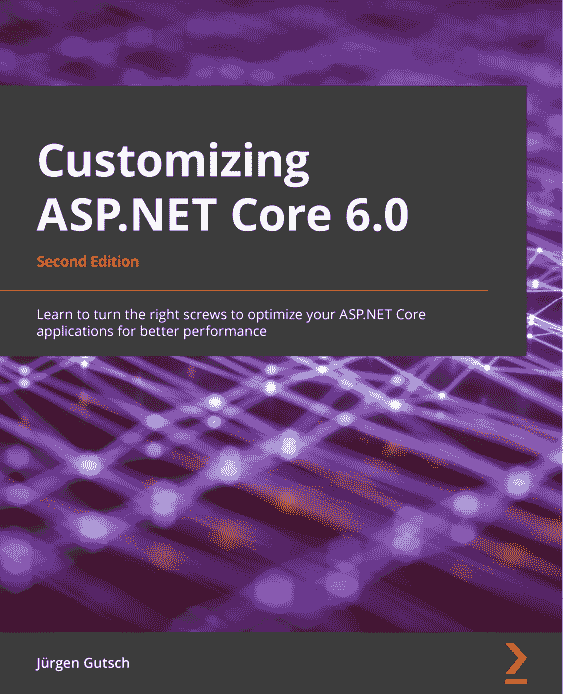 Customizing
ASP.NET Core 6.0
Second Edition
Learn to turn the right screws to optimize your ASP.NET Core
applications for better performance
Jürgen Gutsch